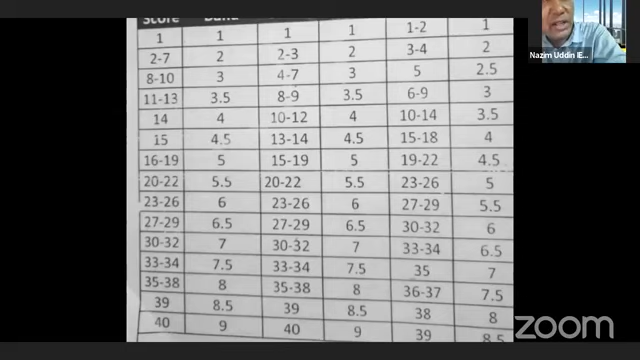 Score
1 1 1 1 1-2 1
2-7 2 2-3 2 3-4 2
8-10 3 4-7 3 5 2.5
11-13 3.5 8-9 3.5 6-9 3
14 4 10-12 4 10-14 3.5
15 4.5 13-14 4.5 15-18 4
16-19 5 15-19 5 19-22 4.5
20-22 5.5 20-22 5.5 23-26 5
23-26 6 23-26 6 27-29 5.5
27-29 6.5 27-29 6.5 30-32 6
30-32 7 30-32 7 33-34 6.5
33-34 7.5 33-34 7.5 35 7
35-38 8 35-38 8 36-37 7.5
39 8.5 39 8.5 38 8
40 9 40 9 39 8.5
Nazim Uddin IE...
zoom